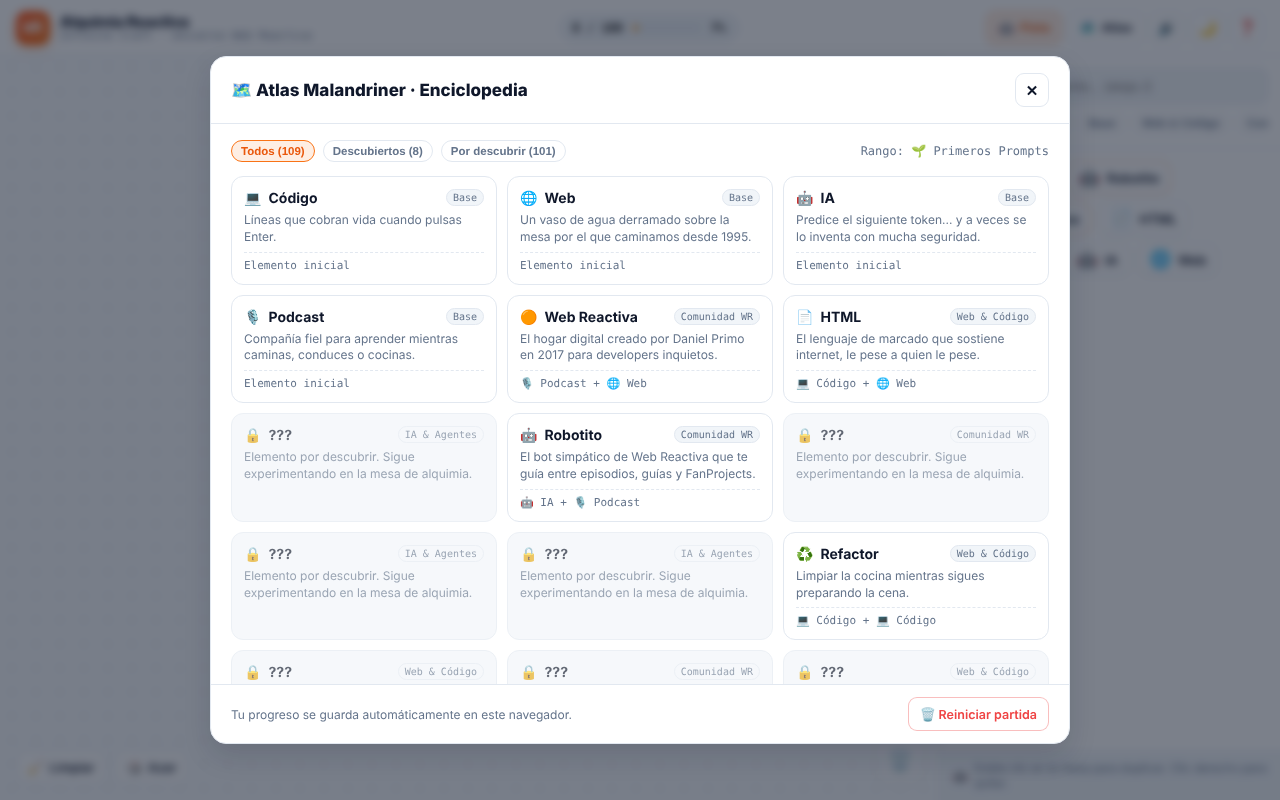 Atlas Malandriner · Enciclopedia
Todos (109)
Descubiertos (8)
Por descubrir (101)
Rango: 🌱 Primeros Prompts
Código
Base
Líneas que cobran vida cuando pulsas
Enter.
Elemento inicial
Web
Base
Un vaso de agua derramado sobre la
mesa por el que caminamos desde 1995.
Elemento inicial
IA
Base
Predice el siguiente token... y a veces se
lo inventa con mucha seguridad.
Elemento inicial
Podcast
Base
Compañía fiel para aprender mientras
caminas, conduces o cocinas.
Elemento inicial
Web Reactiva
Comunidad WR
El hogar digital creado por Daniel Primo
en 2017 para developers inquietos.
🎙️ Podcast + 🌐 Web
HTML
Web & Código
El lenguaje de marcado que sostiene
internet, le pese a quien le pese.
💻 Código + 🌐 Web
???
IA & Agentes
Elemento por descubrir. Sigue
experimentando en la mesa de alquimia.
Robotito
Comunidad WR
El bot simpático de Web Reactiva que te
guía entre episodios, guías y FanProjects.
🤖 IA + 🎙️ Podcast
???
Comunidad WR
Elemento por descubrir. Sigue
experimentando en la mesa de alquimia.
???
IA & Agentes
Elemento por descubrir. Sigue
experimentando en la mesa de alquimia.
???
IA & Agentes
Elemento por descubrir. Sigue
experimentando en la mesa de alquimia.
Refactor
Web & Código
Limpiar la cocina mientras sigues
preparando la cena.
💻 Código + 💻 Código
???
Web & Código
???
Comunidad WR
???
Web & Código
Tu progreso se guarda automáticamente en este navegador.
Reiniciar partida